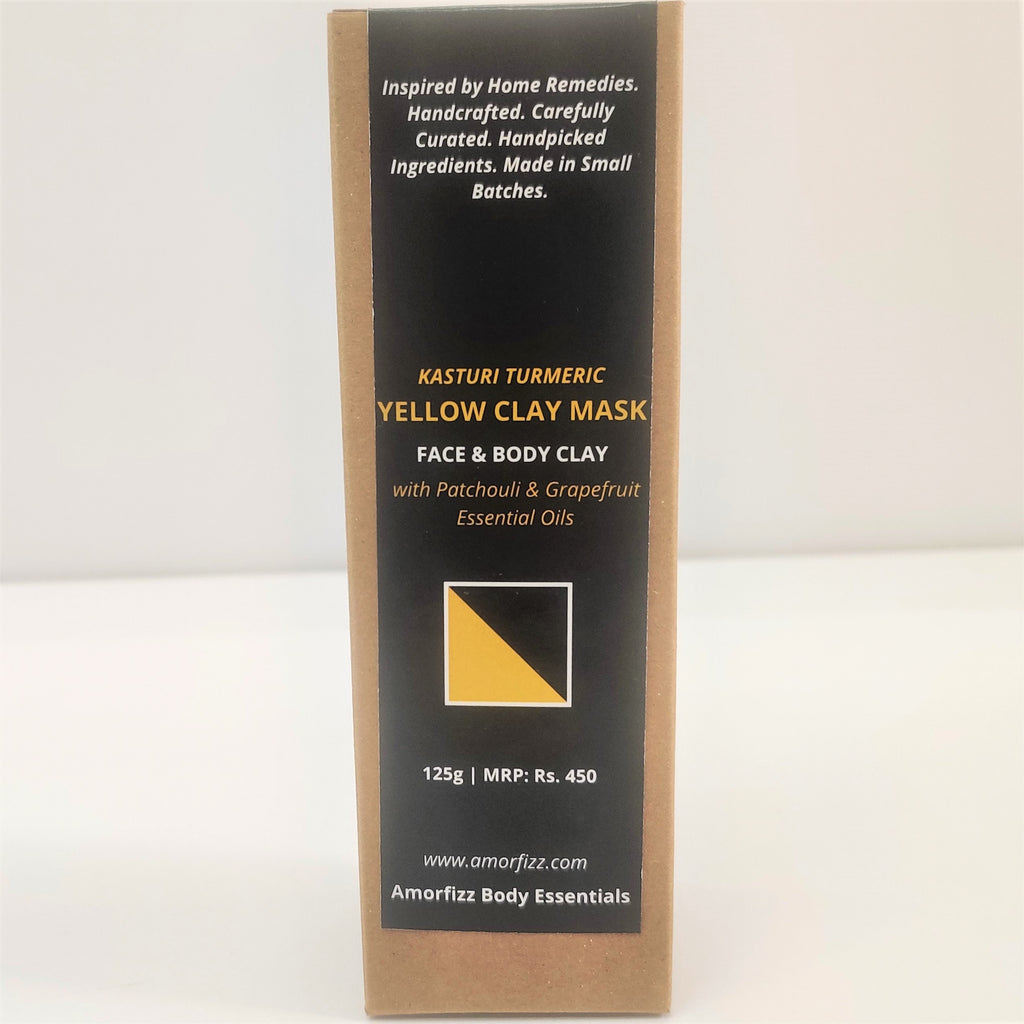 Inspired by Home Remedies.
Handcrafted. Carefully
Curated. Handpicked
Ingredients. Made in Small
Batches.
KASTURI TURMERIC
YELLOW CLAY MASK
FACE & BODY CLAY
with Patchouli & Grapefruit
Essential Oils
125g | MRP: Rs. 450
www.amorfizz.com
Amorfizz Body Essentials